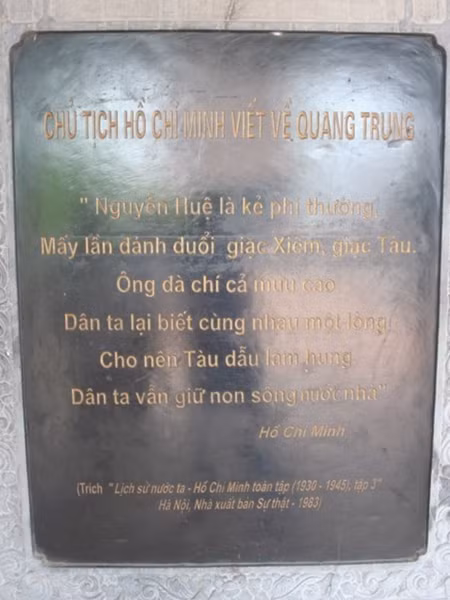 CHỦ TỊCH HỒ CHÍ MINH VIẾT VỀ QUANG TRUNG
" Nguyễn Huệ là kẻ phi thường,
Mấy lần đánh đuổi giặc Xiêm, giặc Tàu.
Ông đà chí cả mưu cao
Dân ta lại biết cùng nhau một lòng.
Cho nên Tàu dẫu làm hung
Dân ta vẫn giữ non sông nước nhà"
Hồ Chí Minh
(Trích "Lịch sử nước ta - Hồ Chí Minh toàn tập (1930 - 1945), tập 3"
Hà Nội, Nhà xuất bản Sự thật - 1983)